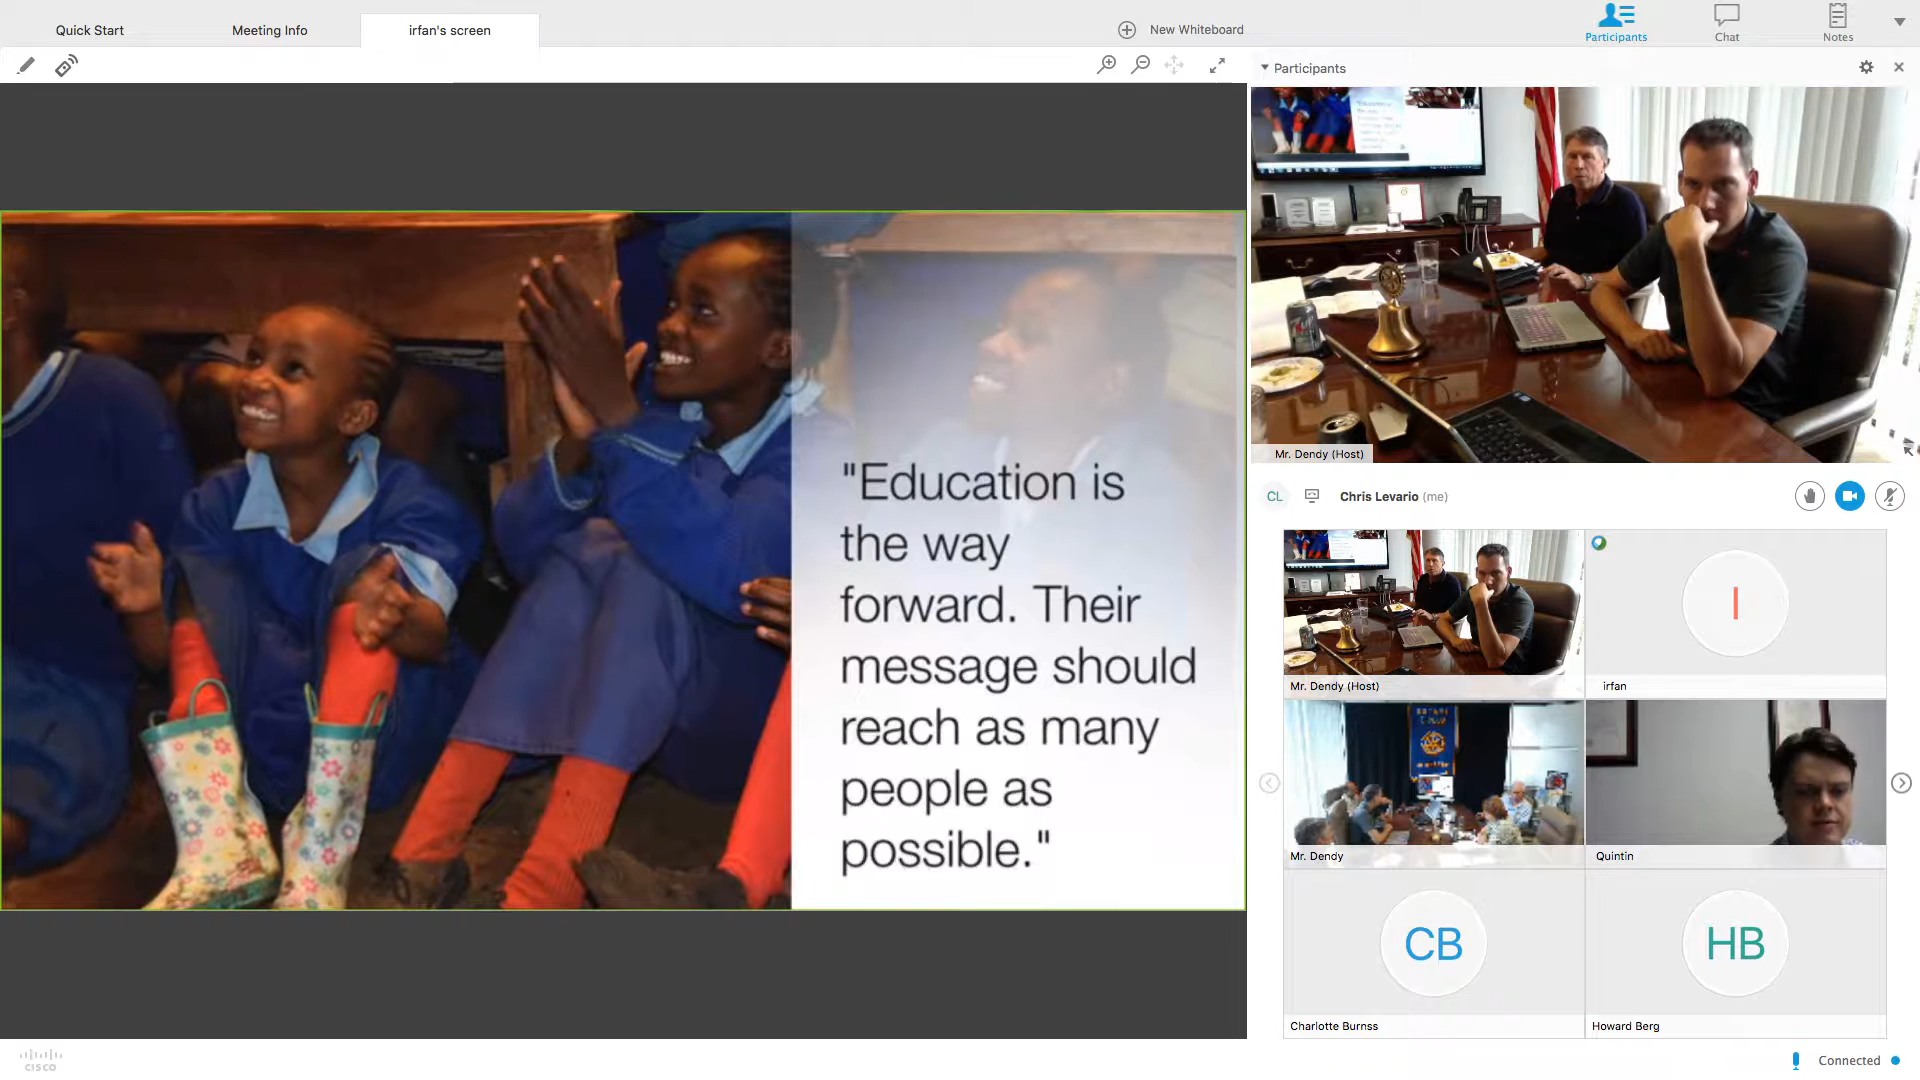 Quick Start
Meeting Info
irfan's screen
New Whiteboard
Participants
Chat
Notes
Participants
"Education is
the way
forward. Their
message should
reach as many
people as
possible."
Mr. Dendy (Host)
CL
Chris Levario (me)
Mr. Dendy (Host)
I
irfan
Mr. Dendy
Quintin
CB
HB
Charlotte Burnss
Howard Berg
CISCO
Connected